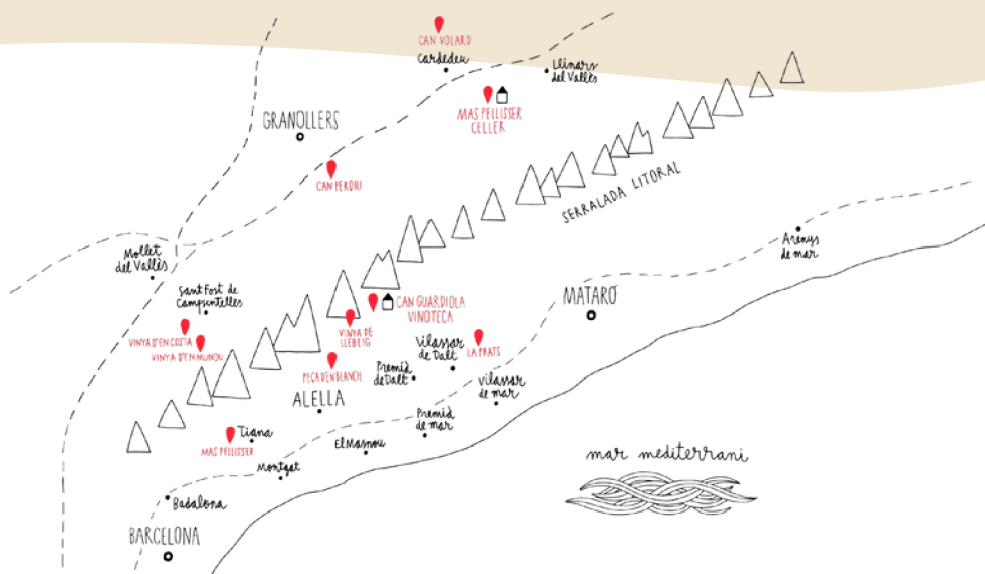 CAN VOLARD
Cardedeu
Llinars
del Vallès
MAS PELLISSER
CELLER
GRANOLLERS
CAN PERDIU
SERRALADA LITORAL
Arenys
de mar
Mollet
del Vallès
Sant Fost de
Campsentelles
MATARÓ
CAN GUARDIOLA
VINOTECA
VINYA D'EN COSTA
VINYA D'EN MUNDU
VINYA DE
LLEBEIG
Vilassar
de Dalt
LA PRATS
PEÇA D'EN BLANCH
Premià
de Dalt
Vilassar
de mar
ALELLA
Premià
de mar
Tiana
MAS PELLISSER
El Masnou
Montgat
mar mediterrani
Badalona
BARCELONA